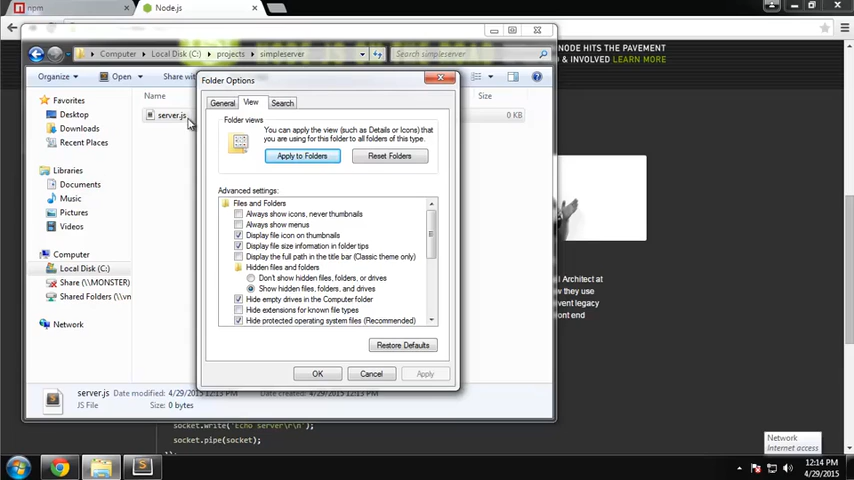 npm
Node.js
NODE HITS THE PAVEMENT
& INVOLVED LEARN MORE
Computer
Local Disk (C:)
projects
simpleserver
Organize
Open
Share wit
Favorites
Desktop
Downloads
Recent Places
Libraries
Documents
Music
Pictures
Videos
Computer
Local Disk (C:)
Share (\\MONSTER)
Shared Folders (\\vn
Network
Name
Size
server.js
0 KB
Folder Options
General
View
Search
Folder views
You can apply the view (such as Details or Icons) that
you are using for this folder to all folders of this type.
Apply to Folders
Reset Folders
Advanced settings:
Files and Folders
Always show icons, never thumbnails
Always show menus
Display file icon on thumbnails
Display file size information in folder tips
Display the full path in the title bar (Classic theme only)
Hidden files and folders
Don't show hidden files, folders, or drives
Show hidden files, folders, and drives
Hide empty drives in the Computer folder
Hide extensions for known file types
Hide protected operating system files (Recommended)
Restore Defaults
OK
Cancel
Apply
server.js Date modified: 4/29/2015 12:13 PM
JS File
Size: 0 bytes
l Architect at
w they use
vent legacy
ont end
socket.write('Echo server\r\n');
socket.pipe(socket);
Network
Internet access
12:14 PM
4/29/2015